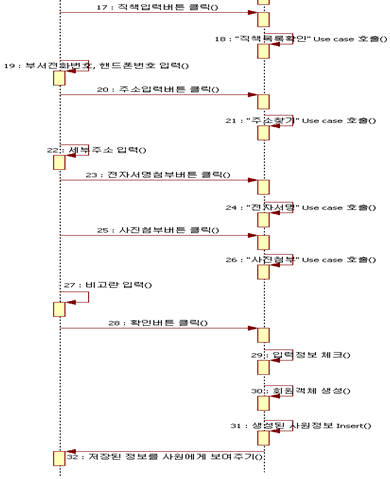 17 : 직책입력버튼 클릭()
18 : "직책목록확인" Use case 호출()
19 : 부서전화번호, 핸드폰번호 입력()
20 : 주소입력버튼 클릭()
21 : "주소찾기" Use case 호출()
22 : 세부주소 입력()
23 : 전자서명첨부버튼 클릭()
24 : "전자서명" Use case 호출()
25 : 사진첨부버튼 클릭()
26 : "사진첨부" Use case 호출()
27 : 비고란 입력()
28 : 확인버튼 클릭()
29 : 입력정보 체크()
30 : 회원객체 생성()
31 : 생성된 사원정보 Insert()
32 : 저장된 정보를 사원에게 보여주기()